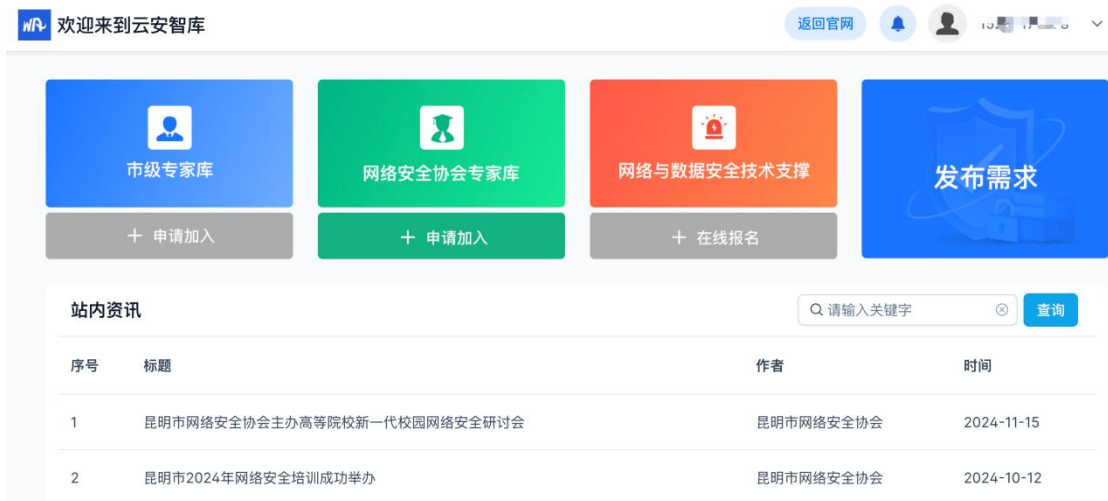 欢迎来到云安智库
返回官网
市级专家库
网络安全协会专家库
网络与数据安全技术支撑
发布需求
+ 申请加入
+ 申请加入
+ 在线报名
站内资讯
请输入关键字
查询
序号 标题 作者 时间
1 昆明市网络安全协会主办高等院校新一代校园网络安全研讨会 昆明市网络安全协会 2024-11-15
2 昆明市2024年网络安全培训成功举办 昆明市网络安全协会 2024-10-12